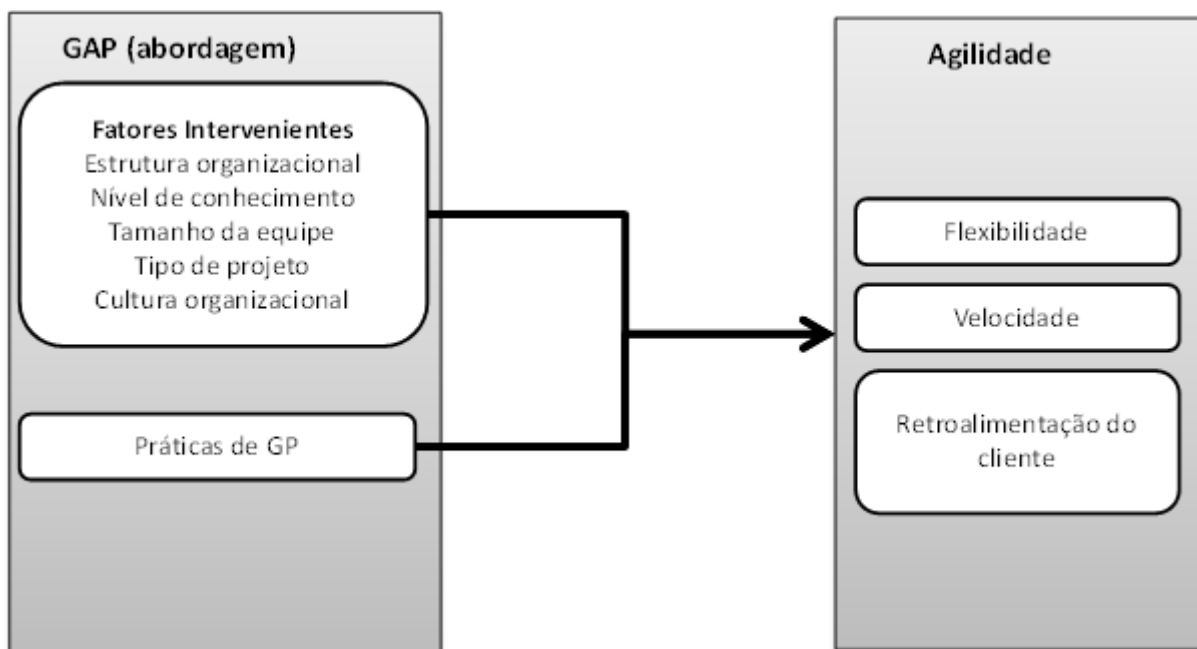 GAP (abordagem)
Fatores Intervenientes
Estrutura organizacional
Nível de conhecimento
Tamanho da equipe
Tipo de projeto
Cultura organizacional
Práticas de GP
Agilidade
Flexibilidade
Velocidade
Retroalimentação do
cliente